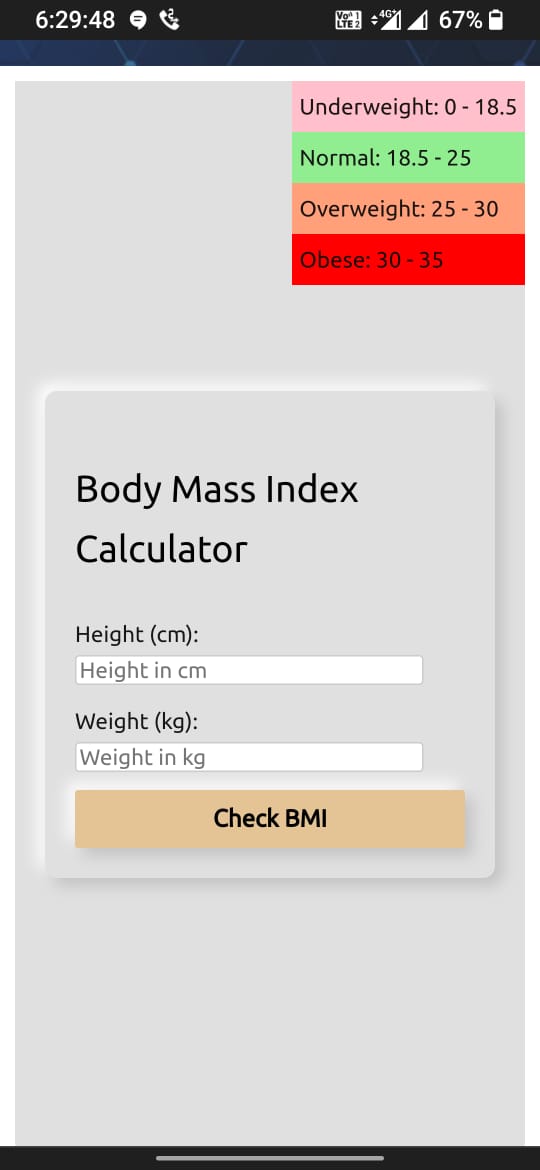 6:29:48 Vo 1 LTE 2 4G+ 67%
Underweight: 0 - 18.5
Normal: 18.5 - 25
Overweight: 25 - 30
Obese: 30 - 35
Body Mass Index
Calculator
Height (cm):
Height in cm
Weight (kg):
Weight in kg
Check BMI